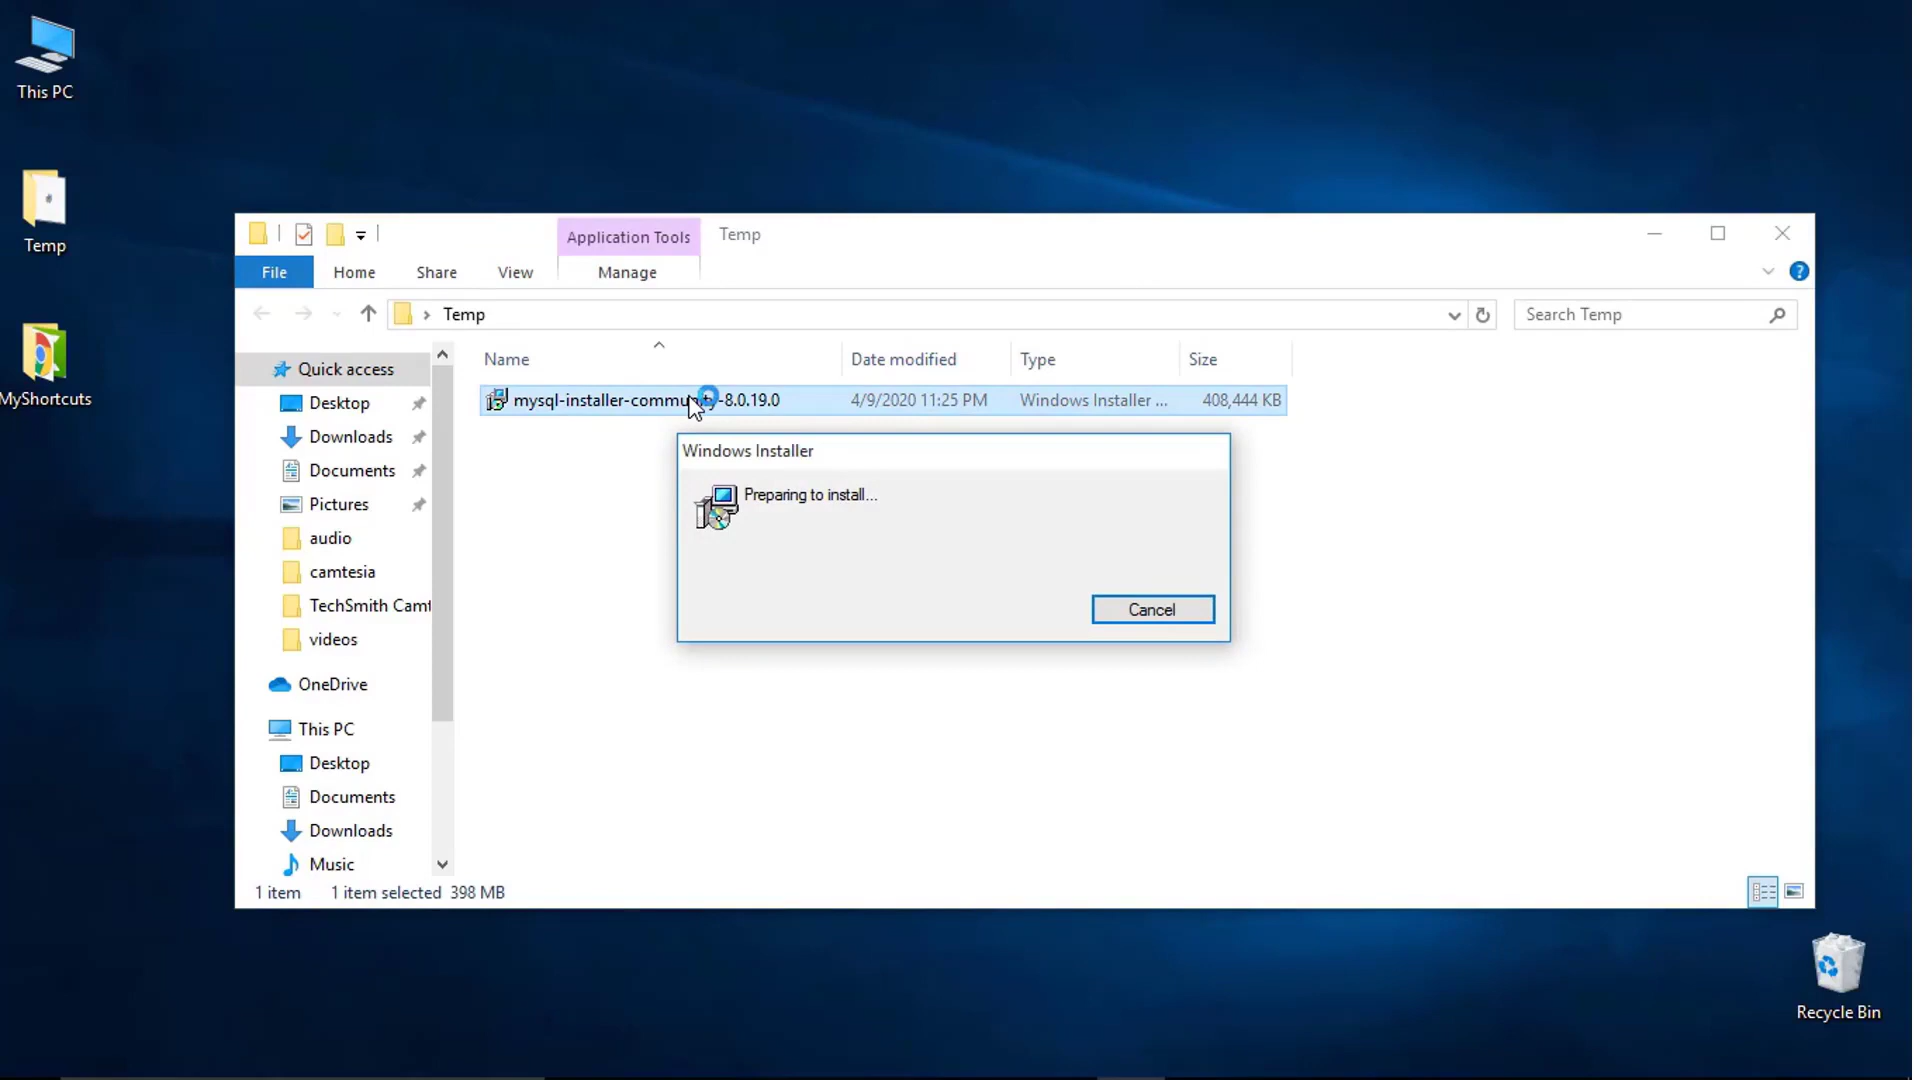 This PC
Temp
MyShortcuts
Application Tools
Temp
File
Home
Share
View
Manage
Temp
Search Temp
Name
Date modified
Type
Size
mysql-installer-community-8.0.19.0
4/9/2020 11:25 PM
Windows Installer ...
408,444 KB
Quick access
Desktop
Downloads
Documents
Pictures
audio
camtesia
TechSmith Camt
videos
OneDrive
This PC
Desktop
Documents
Downloads
Music
Windows Installer
Preparing to install...
Cancel
1 item
1 item selected 398 MB
Recycle Bin